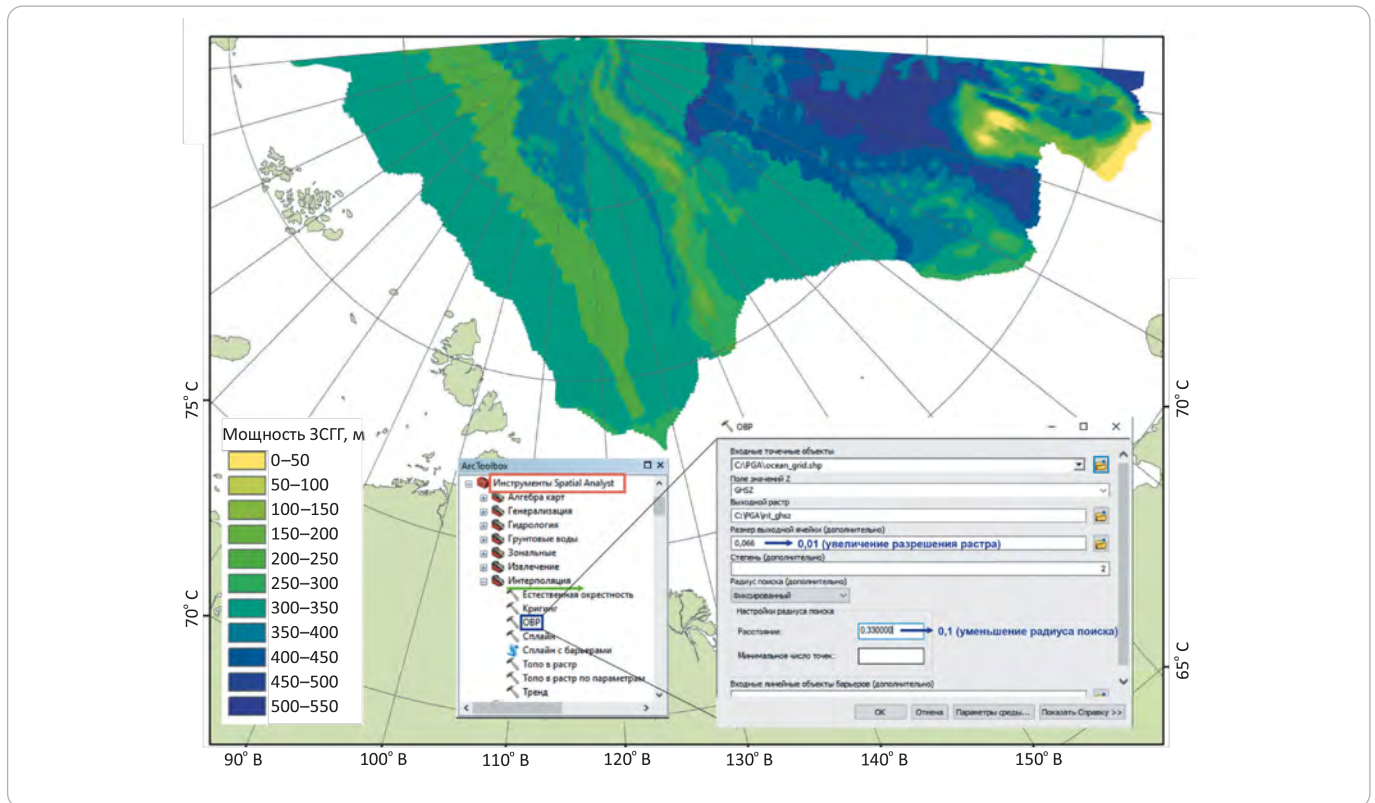 75° С
70° С
70° С
65° С
Мощность ЗСГГ, м
0–50
50–100
100–150
150–200
200–250
250–300
300–350
350–400
400–450
450–500
500–550
ArcToolbox
Инструменты Spatial Analyst
Алгебра карт
Генерализация
Гидрология
Грунтовые воды
Зональные
Извлечение
Интерполяция
Естественная окрестность
Кригинг
ОВР
Сплайн
Сплайн с барьерами
Топо в растр
Топо в растр по параметрам
Тренд
ОВР
Входные точечные объекты
C:\PGA\ocean_grid.shp
Поле значений Z
GHSZ
Выходной растр
C:\PGA\int_ghsz
Размер выходной ячейки (дополнительно)
0,066 0,01 (увеличение разрешения растра)
Степень (дополнительно)
2
Радиус поиска (дополнительно)
Фиксированный
Настройки радиуса поиска
Расстояние: 0.330000 0,1 (уменьшение радиуса поиска)
Минимальное число точек:
Входные линейные объекты барьеров (дополнительно)
OK Отмена Параметры среды... Показать Справку >>
90° В 100° В 110° В 120° В 130° В 140° В 150° В